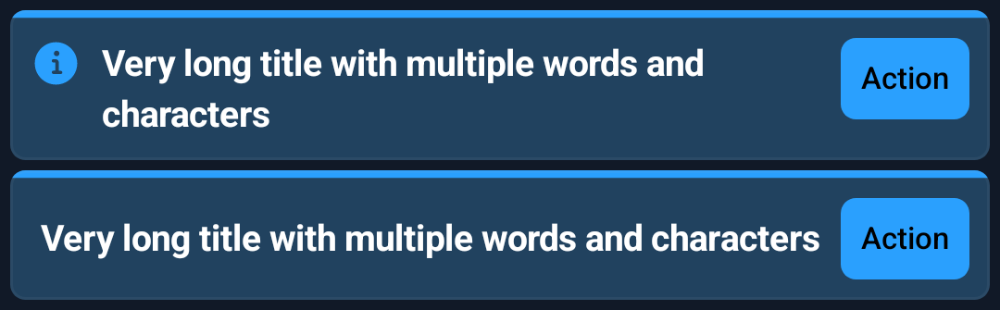 Very long title with multiple words and
characters
Action
Very long title with multiple words and characters
Action